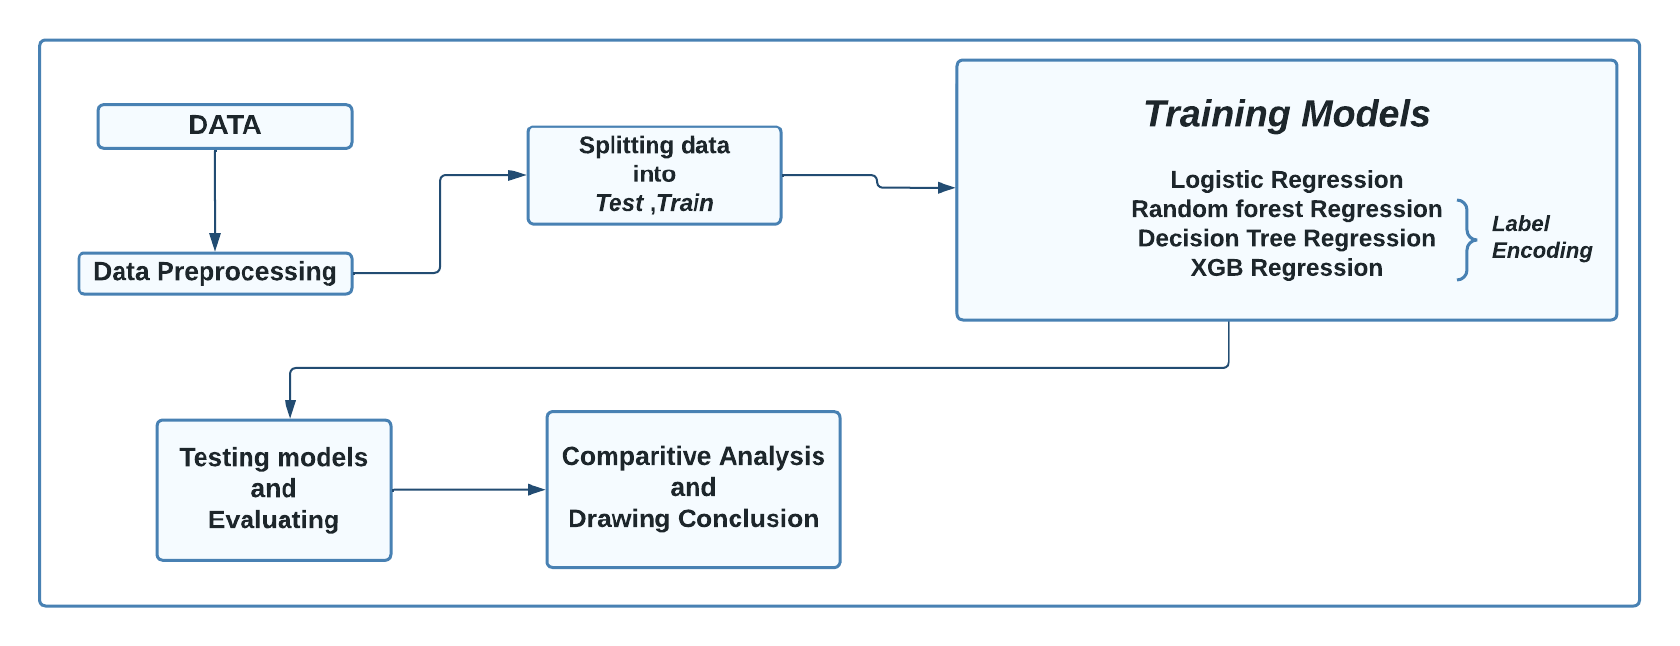 DATA
Data Preprocessing
Splitting data
into
Test ,Train
Training Models
Logistic Regression
Random forest Regression
Decision Tree Regression
XGB Regression
Label
Encoding
Testing models
and
Evaluating
Comparitive Analysis
and
Drawing Conclusion